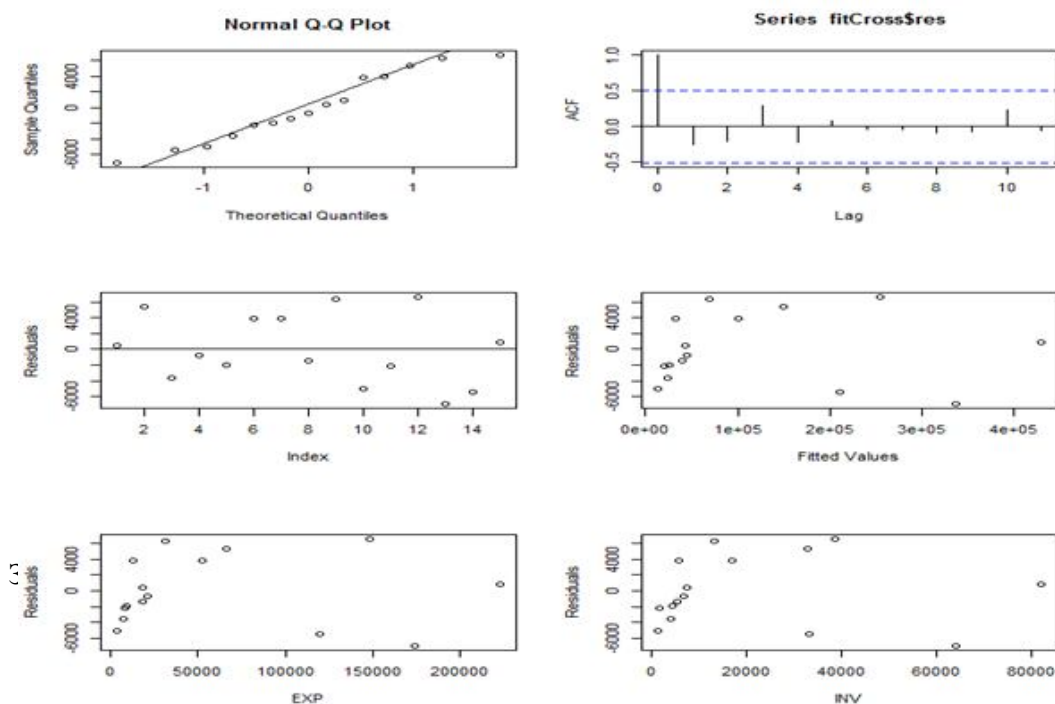 Normal Q-Q Plot
Sample Quantiles
-6000 0 4000
-1 0 1
Theoretical Quantiles
Series fitCross$res
ACF
-0.5 0.0 0.5 1.0
0 2 4 6 8 10
Lag
Residuals
-6000 0 4000
2 4 6 8 10 12 14
Index
Residuals
-6000 0 4000
0e+00 1e+05 2e+05 3e+05 4e+05
Fitted Values
Residuals
-6000 0 4000
0 50000 100000 150000 200000
EXP
Residuals
-6000 0 4000
0 20000 40000 60000 80000
INV